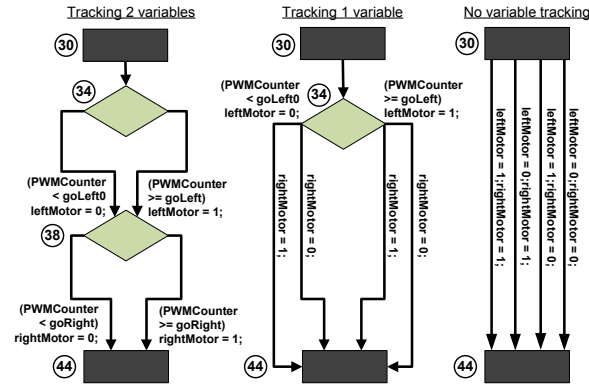 Tracking 2 variables
30
34
(PWMCounter
< goLeft0
leftMotor = 0;
(PWMCounter
>= goLeft)
leftMotor = 1;
38
(PWMCounter
< goRight)
rightMotor = 0;
(PWMCounter
>= goRight)
rightMotor = 1;
44
Tracking 1 variable
30
(PWMCounter
< goLeft0
leftMotor = 0;
34
(PWMCounter
>= goLeft)
leftMotor = 1;
rightMotor = 1;
rightMotor = 0;
rightMotor = 1;
rightMotor = 0;
44
No variable tracking
30
leftMotor = 1;rightMotor = 1;
leftMotor = 0;rightMotor = 1;
leftMotor = 1;rightMotor = 0;
leftMotor = 0;rightMotor = 0;
44